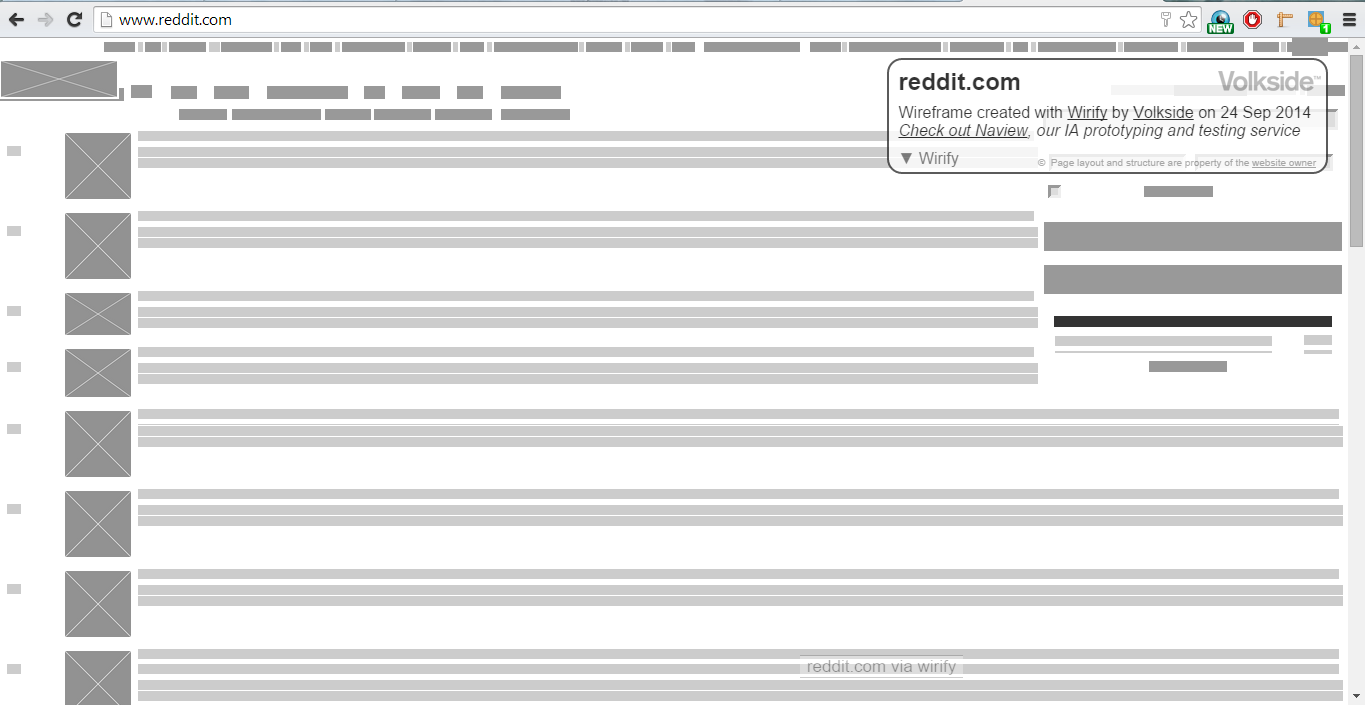 www.reddit.com
NEW
1
reddit.com
Volkside™
Wireframe created with Wirify by Volkside on 24 Sep 2014
Check out Naview, our IA prototyping and testing service
▼ Wirify
© Page layout and structure are property of the website owner
reddit.com via wirify